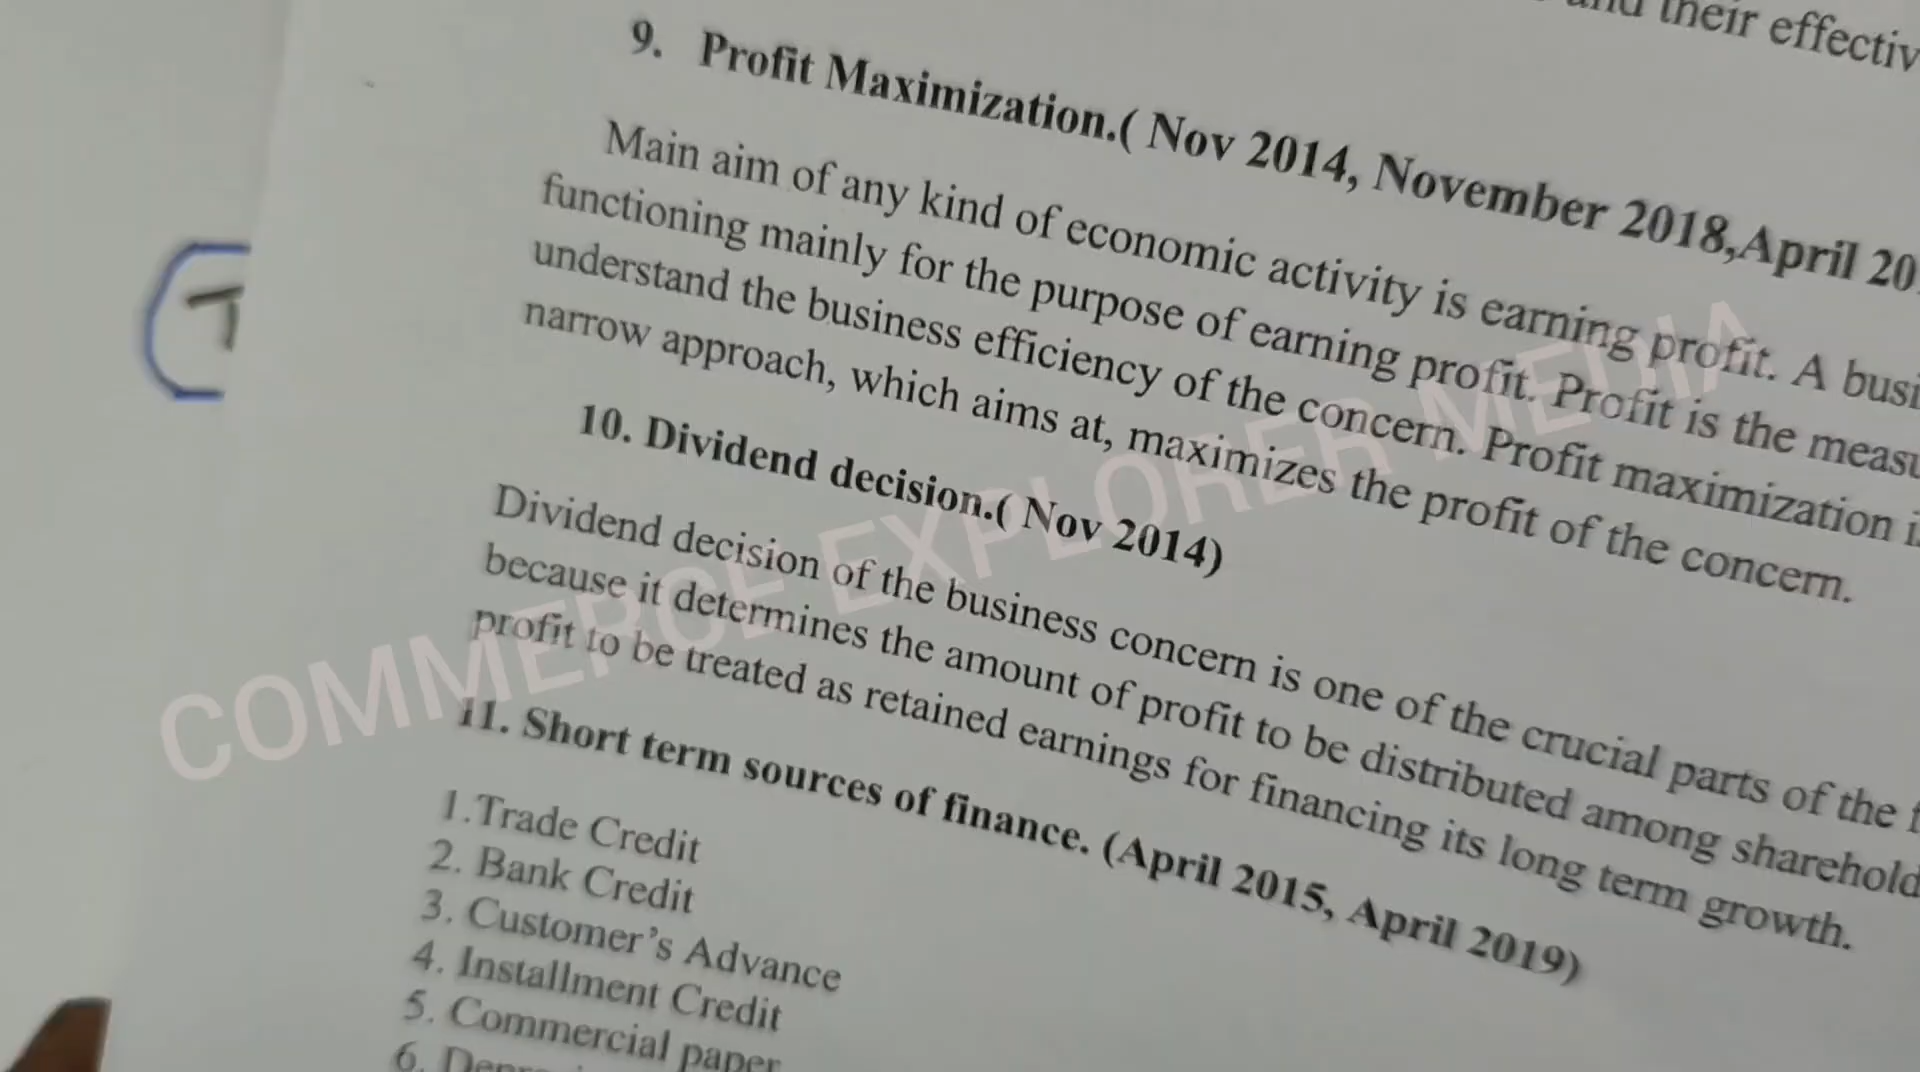 and their effectiv
9. Profit Maximization.( Nov 2014, November 2018,April 20
Main aim of any kind of economic activity is earning profit. A busi
functioning mainly for the purpose of earning profit. Profit is the measu
understand the business efficiency of the concern. Profit maximization i
narrow approach, which aims at, maximizes the profit of the concern.
10. Dividend decision.( Nov 2014)
Dividend decision of the business concern is one of the crucial parts of the f
because it determines the amount of profit to be distributed among sharehold
profit to be treated as retained earnings for financing its long term growth.
11. Short term sources of finance. (April 2015, April 2019)
1.Trade Credit
2. Bank Credit
3. Customer's Advance
4. Installment Credit
5. Commercial paper
6.
COMMERCE EXPLORER MEDIA